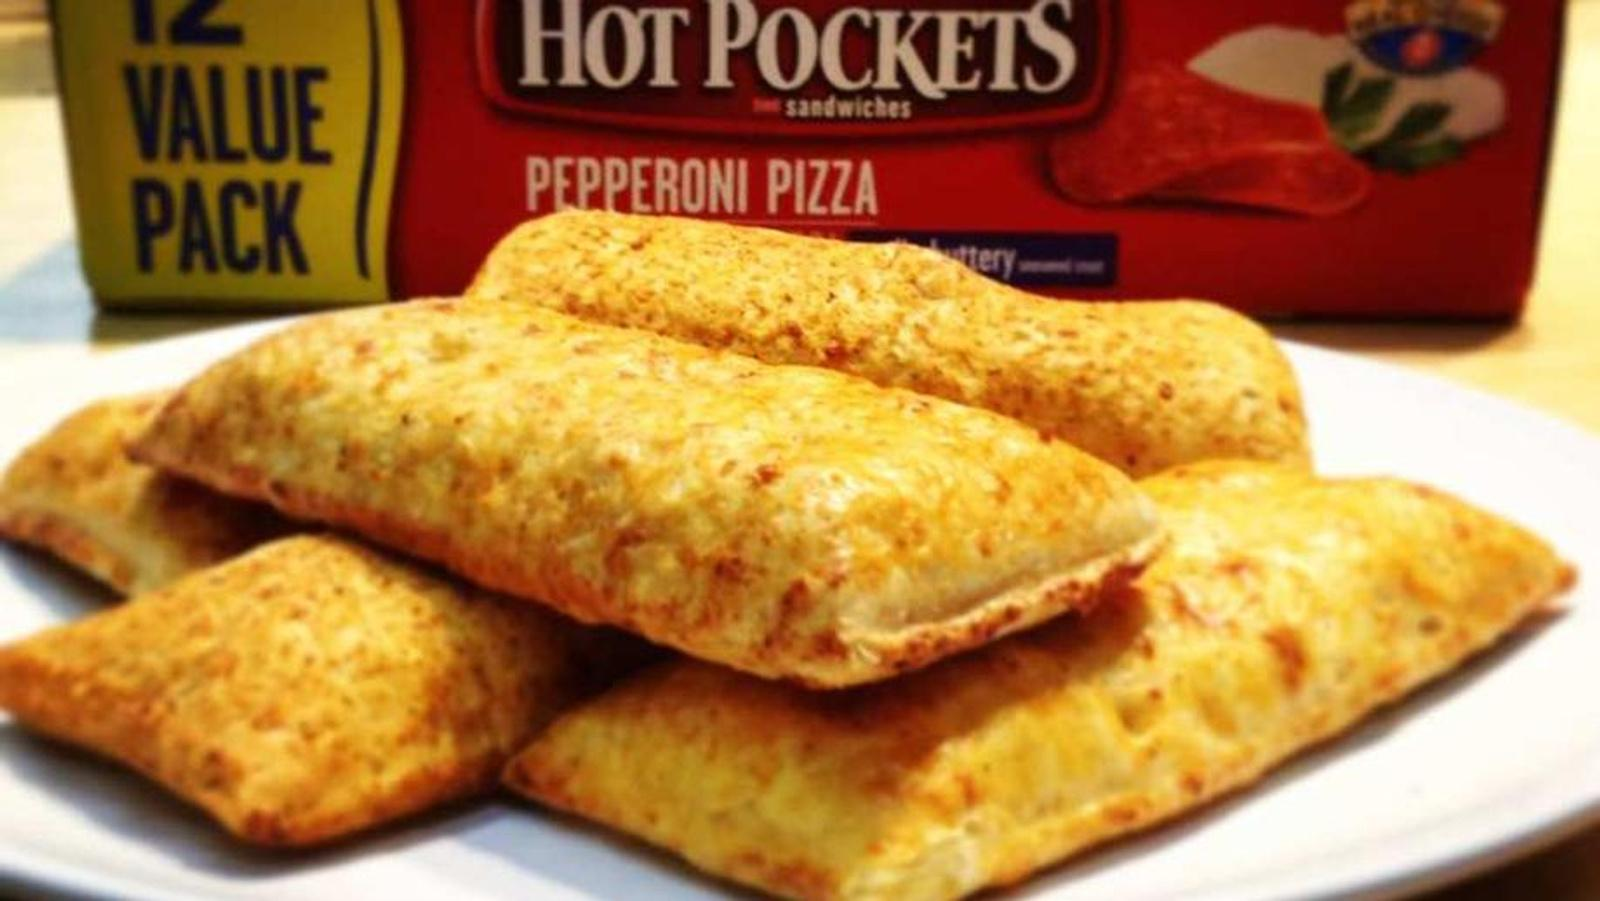 12
VALUE
PACK
HOT POCKETS
sandwiches
PEPPERONI PIZZA
buttery